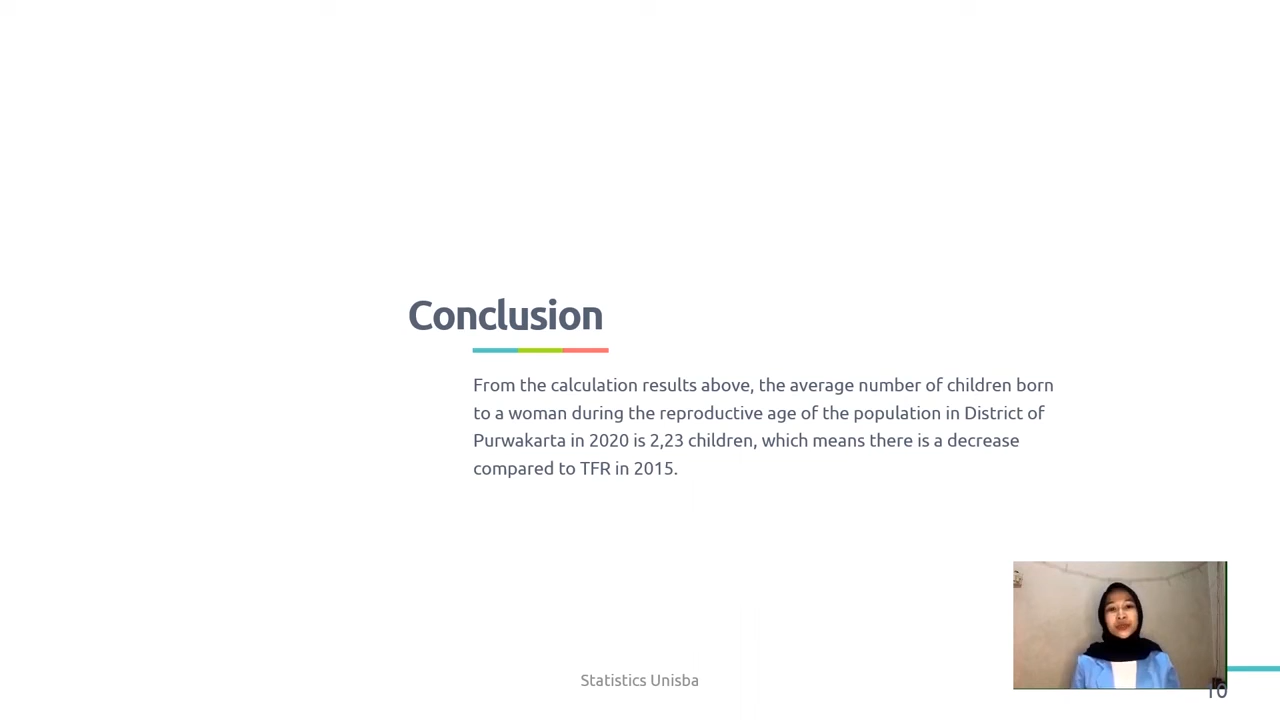 Conclusion
From the calculation results above, the average number of children born
to a woman during the reproductive age of the population in District of
Purwakarta in 2020 is 2,23 children, which means there is a decrease
compared to TFR in 2015.
Statistics Unisba
10